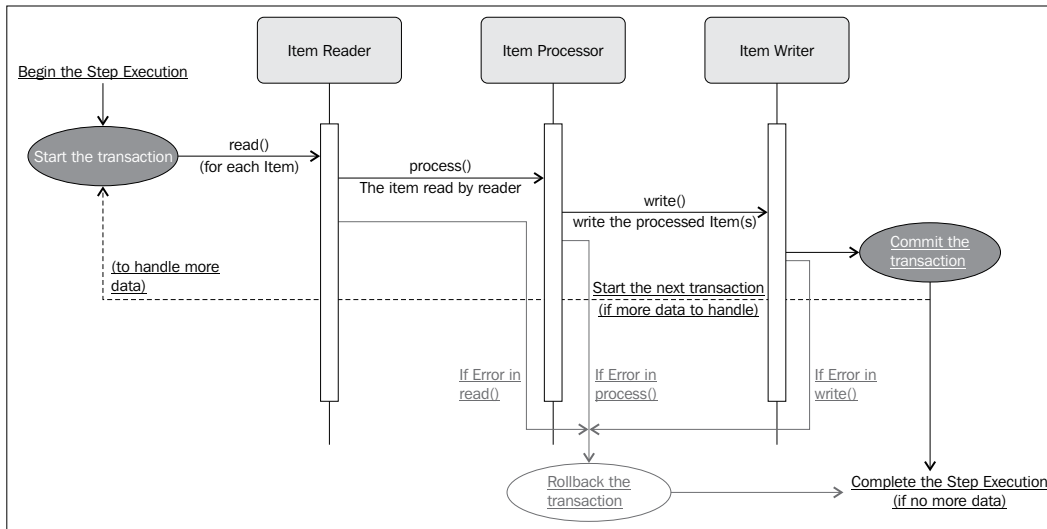 Item Reader
Item Processor
Item Writer
Begin the Step Execution
Start the transaction
read()
(for each Item)
process()
The item read by reader
write()
write the processed Item(s)
Commit the
transaction
(to handle more
data)
Start the next transaction
(if more data to handle)
If Error in
read()
If Error in
process()
If Error in
write()
Rollback the
transaction
Complete the Step Execution
(if no more data)